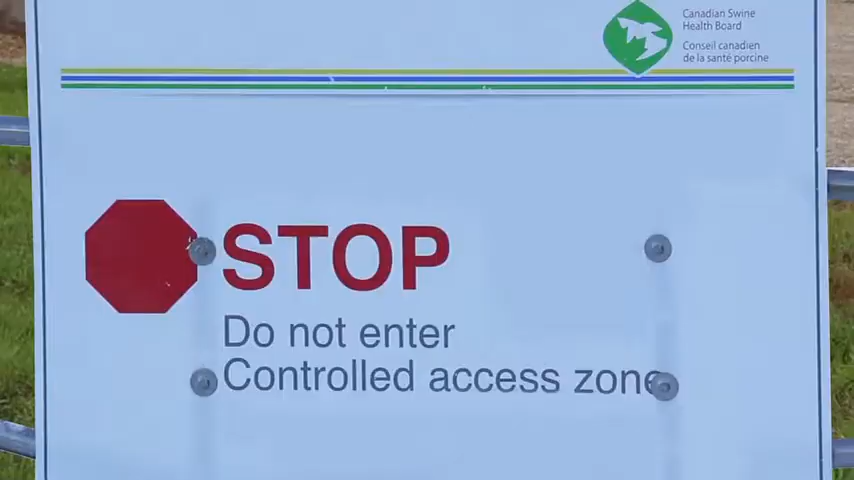 Canadian Swine
Health Board
Conseil canadien
de la santé porcine
STOP
Do not enter
Controlled access zone